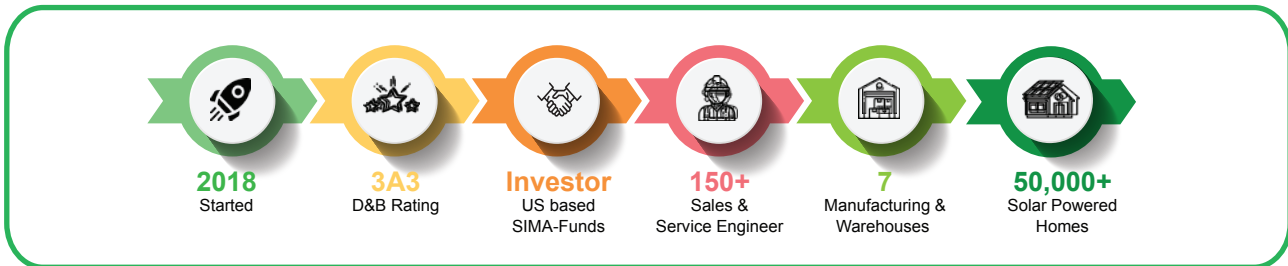 2018
Started
3A3
D&B Rating
Investor
US based
SIMA-Funds
150+
Sales &
Service Engineer
7
Manufacturing &
Warehouses
50,000+
Solar Powered
Homes